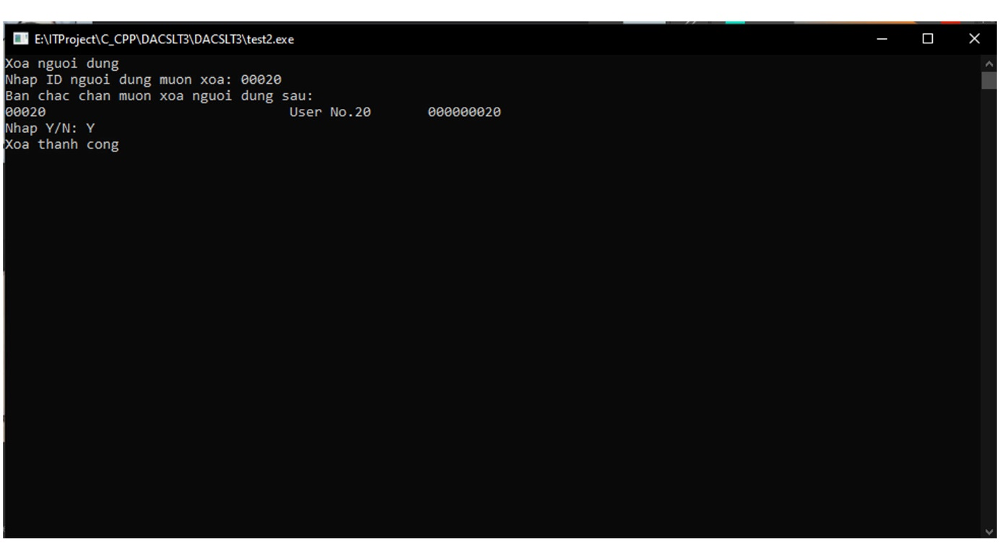 E:\ITProject\C_CPP\DACSLT3\DACSLT3\test2.exe
Xoa nguoi dung
Nhap ID nguoi dung muon xoa: 00020
Ban chac chan muon xoa nguoi dung sau:
00020 User No.20 000000020
Nhap Y/N: Y
Xoa thanh cong